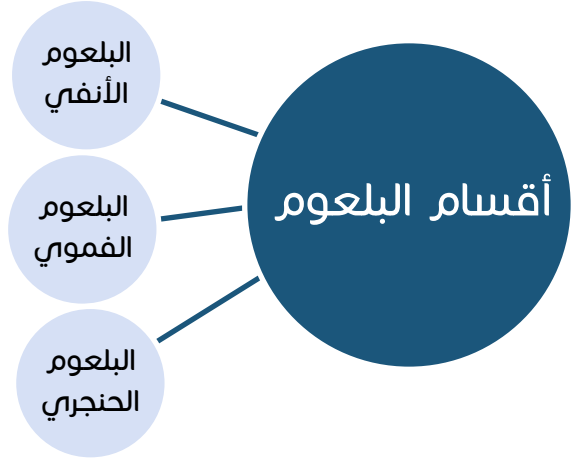 أقسام البلعوم
البلعوم
الأنفي
البلعوم
الفموي
البلعوم
الحنجري